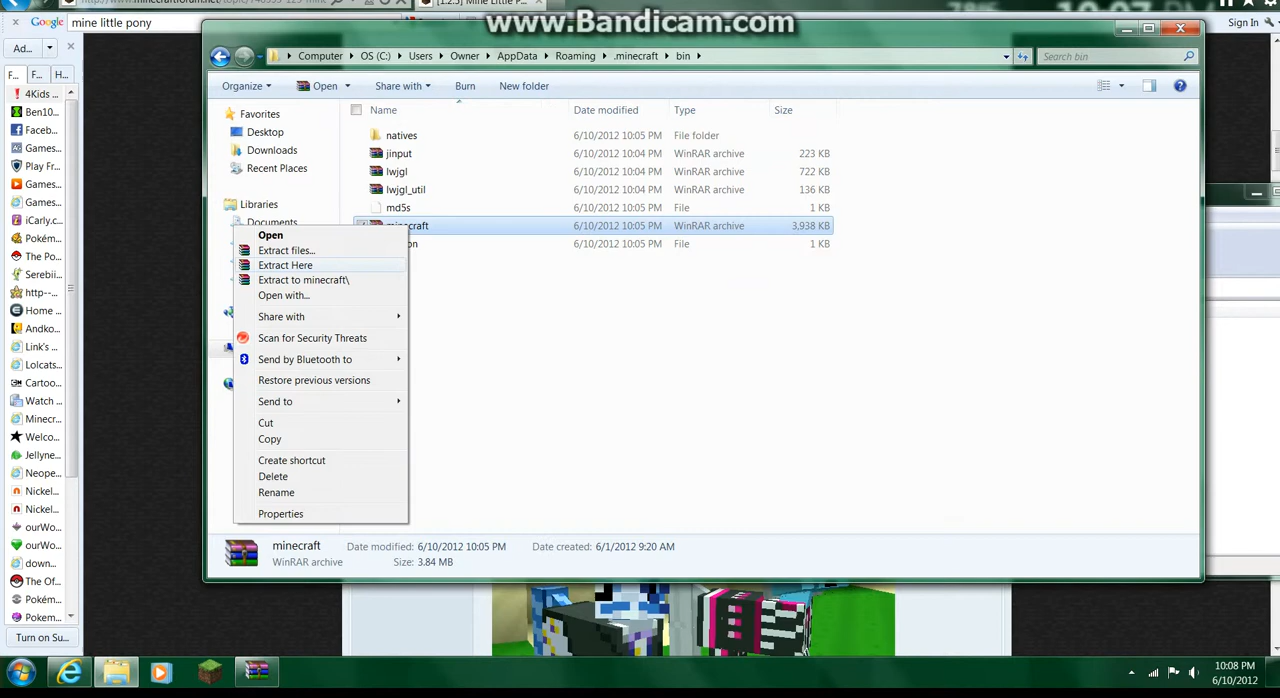 www.Bandicam.com
Google
mine little pony
Sign In
Ad...
F...
F...
H...
4Kids ...
Ben10...
Faceb...
Games...
Play Fr...
Games...
Games...
iCarly.c...
Pokém...
The Po...
Serebii...
http--...
Home ...
Andko...
Link's ...
Lolcats...
Cartoo...
Watch ...
Minecr...
Welco...
Jellyne...
Neope...
Nickel...
Nickel...
ourWo...
ourWo...
down...
The Of...
Pokém...
Pokem...
Turn on Su...
Computer
OS (C:)
Users
Owner
AppData
Roaming
.minecraft
bin
Search bin
Organize
Open
Share with
Burn
New folder
Favorites
Desktop
Downloads
Recent Places
Libraries
Documents
Name
Date modified
Type
Size
natives 6/10/2012 10:05 PM File folder
jinput 6/10/2012 10:04 PM WinRAR archive 223 KB
lwjgl 6/10/2012 10:04 PM WinRAR archive 722 KB
lwjgl_util 6/10/2012 10:04 PM WinRAR archive 136 KB
md5s 6/10/2012 10:05 PM File 1 KB
6/10/2012 10:05 PM WinRAR archive 3,938 KB
6/10/2012 10:05 PM File 1 KB
Open
Extract files...
Extract Here
Extract to minecraft\
Open with...
Share with
Scan for Security Threats
Send by Bluetooth to
Restore previous versions
Send to
Cut
Copy
Create shortcut
Delete
Rename
Properties
minecraft Date modified: 6/10/2012 10:05 PM Date created: 6/1/2012 9:20 AM
WinRAR archive Size: 3.84 MB
10:08 PM
6/10/2012